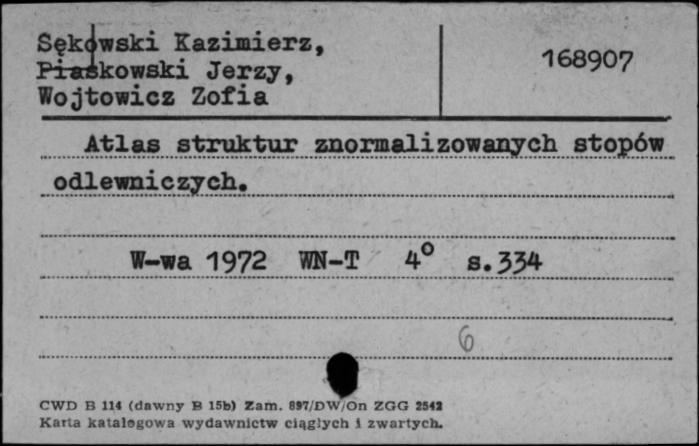 Sękowski Kazimierz,
Piaskowski Jerzy,
Wojtowicz Zofia
168907
Atlas struktur znormalizowanych stopów
odlewniczych.
W-wa 1972 WN-T 4° s.334
6
CWD B 114 (dawny B 15b) Zam. 897/DW/On ZGG 2542
Karta katalogowa wydawnictw ciągłych i zwartych.